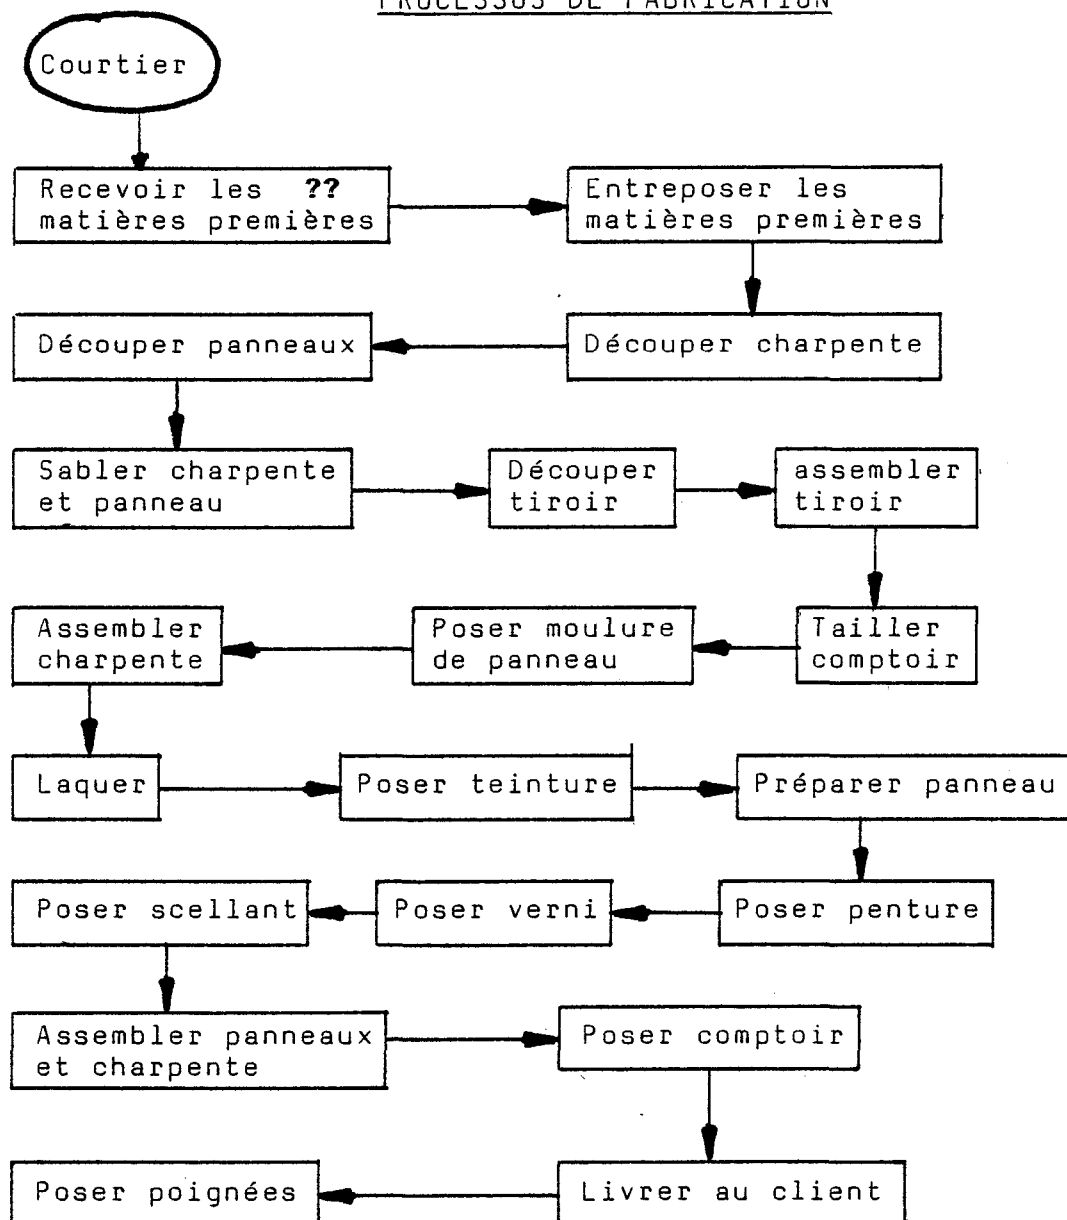 PROCESSUS DE FABRICATION
Courtier
Recevoir les ??
matières premières
Entreposer les
matières premières
Découper charpente
Découper panneaux
Sabler charpente
et panneau
Découper
tiroir
assembler
tiroir
Tailler
comptoir
Poser moulure
de panneau
Assembler
charpente
Laquer
Poser teinture
Préparer panneau
Poser penture
Poser verni
Poser scellant
Assembler panneaux
et charpente
Poser comptoir
Livrer au client
Poser poignées